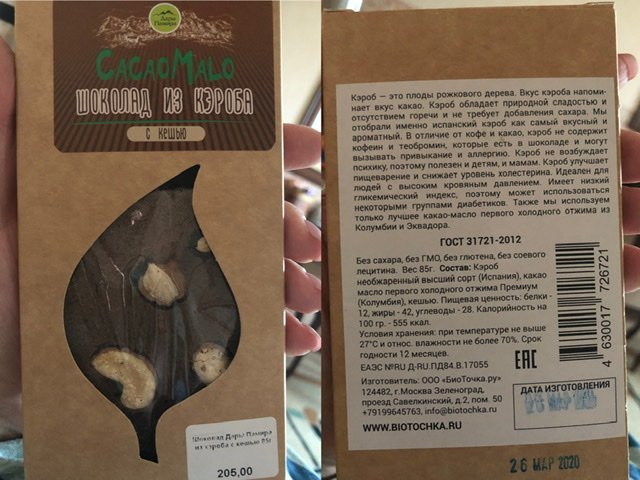 Дары
Памира
CACAOMALO
ШОКОЛАД ИЗ КЭРОБА
С КЕШЬЮ
Шоколад Дары Памира
из кэроба с кешью 85г
205,00
Кэроб — это плоды рожкового дерева. Вкус кэроба напоми-
нает вкус какао. Кэроб обладает природной сладостью и
отсутствием горечи и не требует добавления сахара. Мы
отобрали именно испанский кэроб как самый вкусный и
ароматный. В отличие от кофе и какао, кэроб не содержит
кофеин и теобромин, которые есть в шоколаде и могут
вызывать привыкание и аллергию. Кэроб не возбуждает
психику, поэтому полезен и детям, и мамам. Кэроб улучшает
пищеварение и снижает уровень холестерина. Идеален для
людей с высоким кровяным давлением. Имеет низкий
гликемический индекс, поэтому может использоваться
некоторыми группами диабетиков. Также мы используем
только лучшее какао-масло первого холодного отжима из
Колумбии и Эквадора.
ГОСТ 31721-2012
Без сахара, без ГМО, без глютена, без соевого
лецитина. Вес 85г. Состав: Кэроб
необжаренный высший сорт (Испания), какао
масло первого холодного отжима Премиум
(Колумбия), кешью. Пищевая ценность: белки -
12, жиры - 42, углеводы - 28. Калорийность на
100 гр. - 555 ккал.
Условия хранения: при температуре не выше
27°С и относ. влажности не более 70%. Срок
годности 12 месяцев.
ЕАЭС №RU Д-RU.ПД84.В.17055
Изготовитель: ООО «БиоТочка.ру»
124482, г.Москва Зеленоград,
проезд Савелкинский, д.2, пом. 50
+79199645763, info@biotochka.ru
WWW.BIOTOCHKA.RU
4 630017 726721
EAC
ДАТА ИЗГОТОВЛЕНИЯ
26 МАР 2020